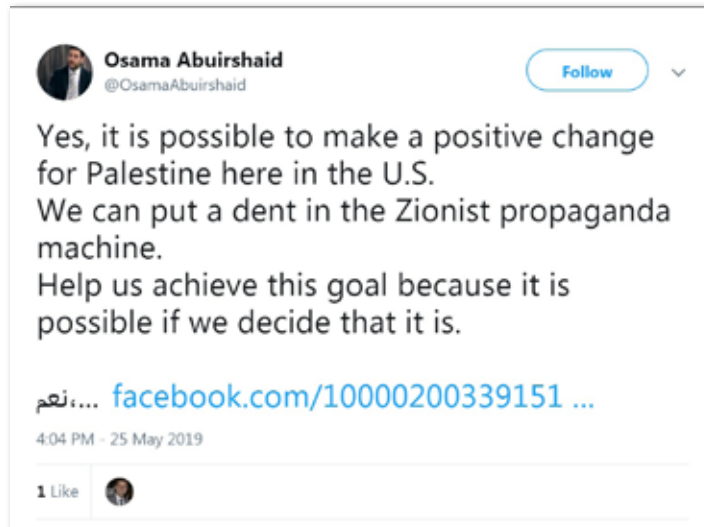 Osama Abuirshaid
@OsamaAbuirshaid
Follow
Yes, it is possible to make a positive change
for Palestine here in the U.S.
We can put a dent in the Zionist propaganda
machine.
Help us achieve this goal because it is
possible if we decide that it is.
نعم،... facebook.com/10000200339151 ...
4:04 PM - 25 May 2019
1 Like